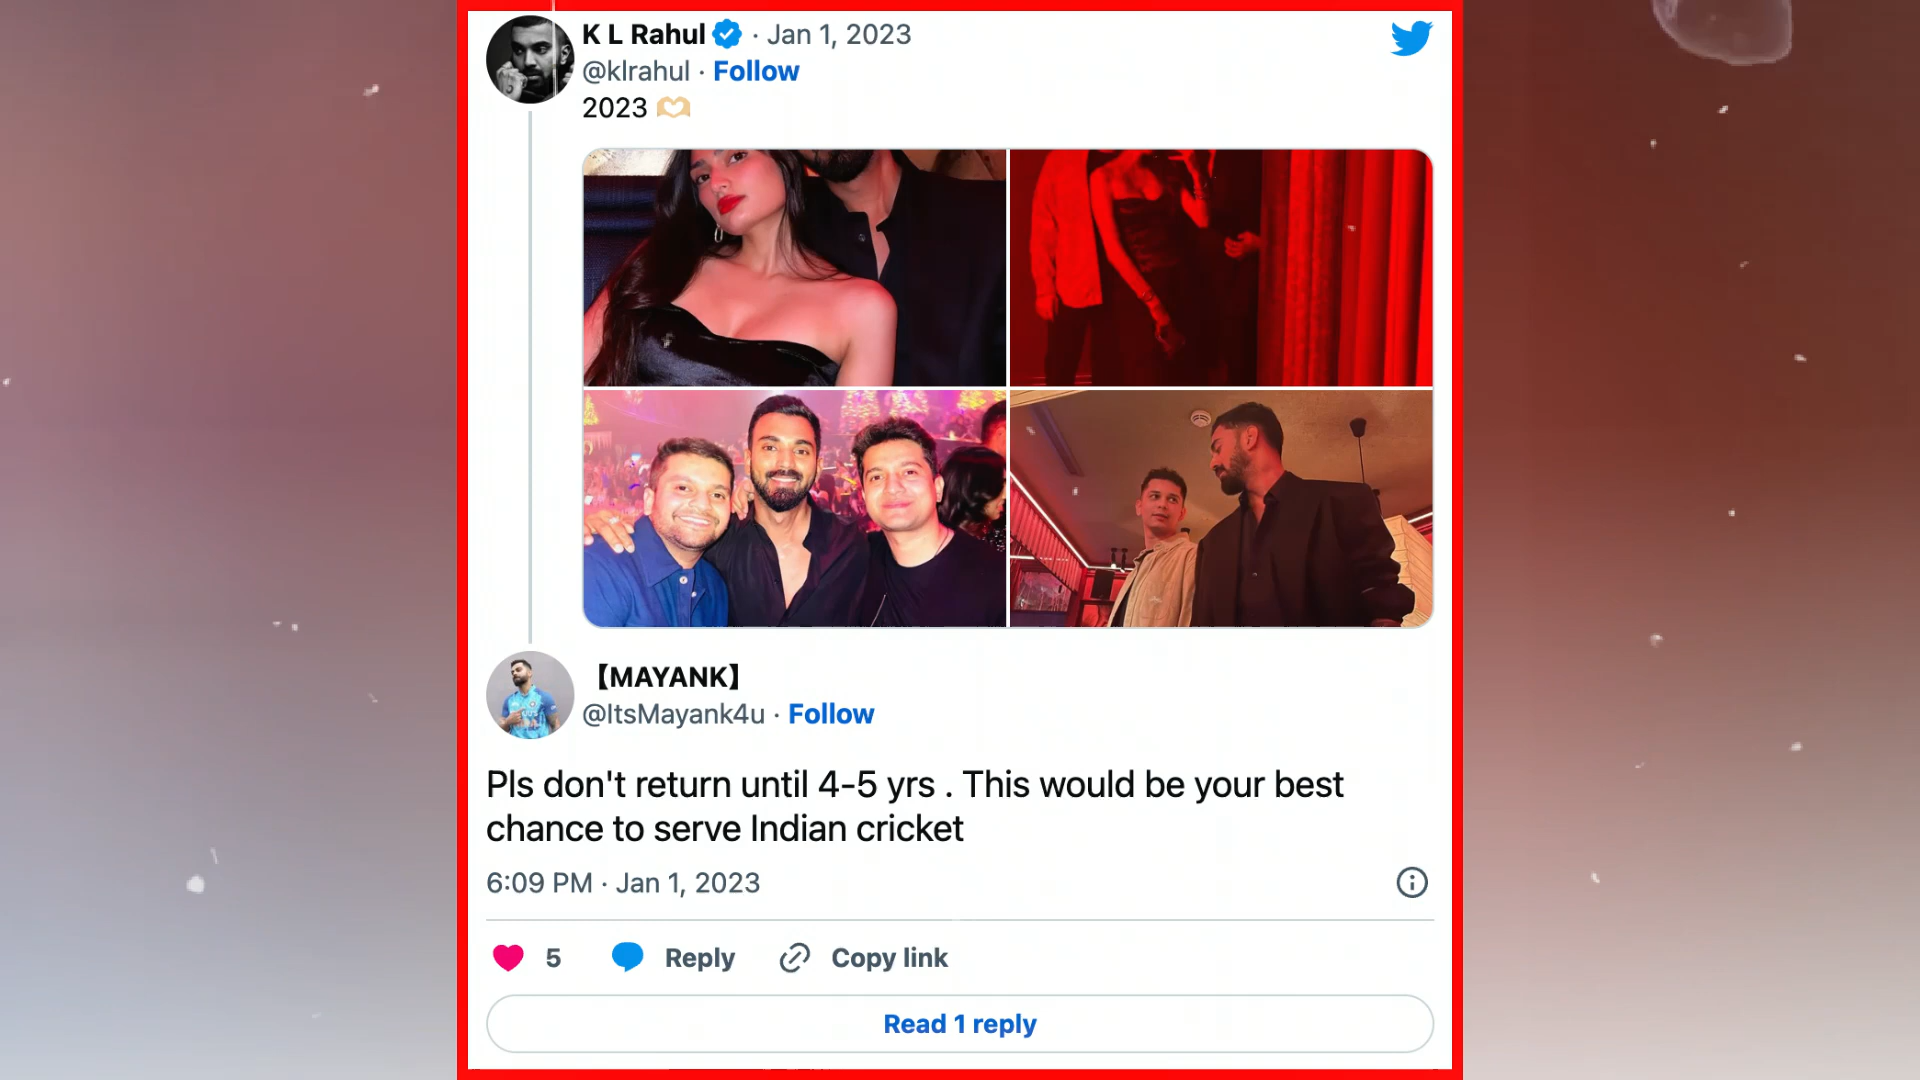 K L Rahul · Jan 1, 2023
@klrahul · Follow
2023 🫶🏼
【MAYANK】
@ItsMayank4u · Follow
Pls don't return until 4-5 yrs . This would be your best
chance to serve Indian cricket
6:09 PM · Jan 1, 2023
5 Reply Copy link
Read 1 reply